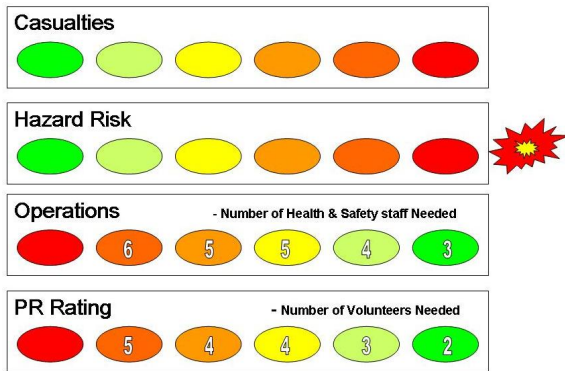 Casualties
Hazard Risk
Operations - Number of Health & Safety staff Needed
6 5 5 4 3
PR Rating - Number of Volunteers Needed
5 4 4 3 2